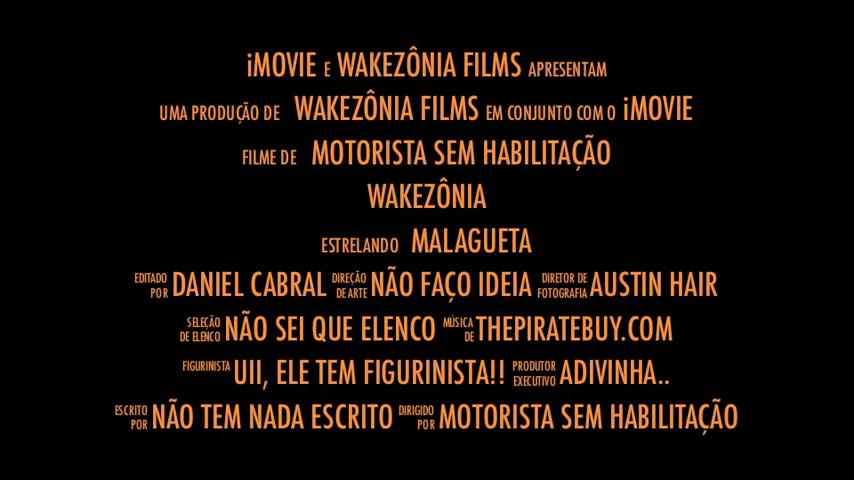 iMOVIE E WAKEZÔNIA FILMS APRESENTAM
UMA PRODUÇÃO DE WAKEZÔNIA FILMS EM CONJUNTO COM O iMOVIE
FILME DE MOTORISTA SEM HABILITAÇÃO
WAKEZÔNIA
ESTRELANDO MALAGUETA
EDITADO POR DANIEL CABRAL DIREÇÃO DE ARTE NÃO FAÇO IDEIA DIRETOR DE FOTOGRAFIA AUSTIN HAIR
SELEÇÃO DE ELENCO NÃO SEI QUE ELENCO MÚSICA DE THEPIRATEBUY.COM
FIGURINISTA UII, ELE TEM FIGURINISTA!! PRODUTOR EXECUTIVO ADIVINHA..
ESCRITO POR NÃO TEM NADA ESCRITO DIRIGIDO POR MOTORISTA SEM HABILITAÇÃO